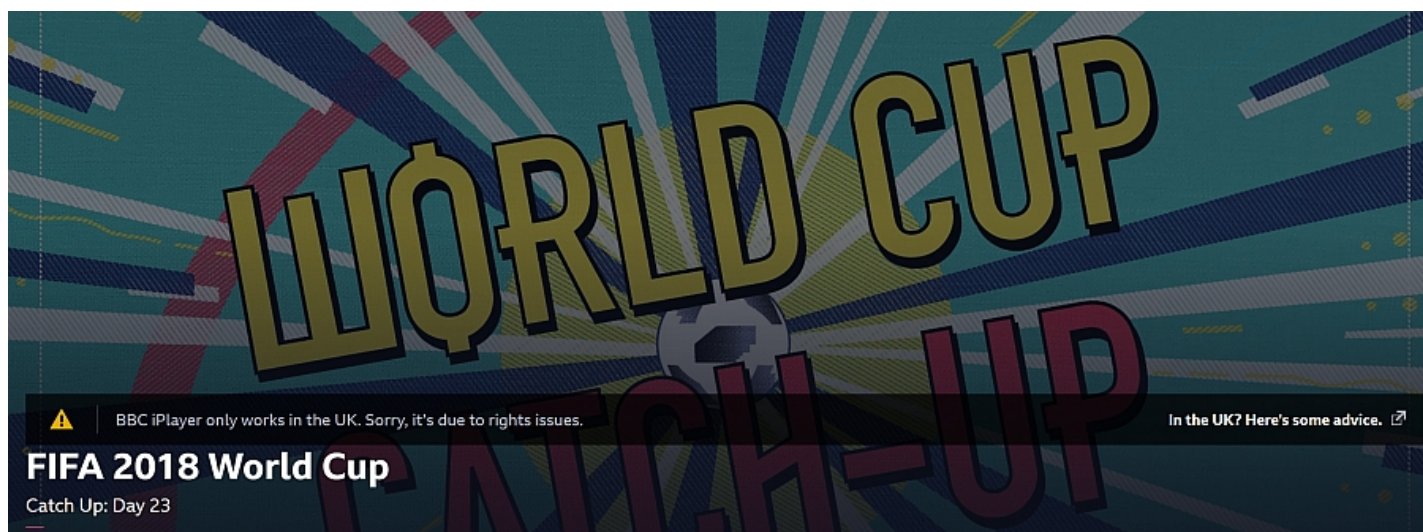 WORLD CUP
CATCH-UP
BBC iPlayer only works in the UK. Sorry, it's due to rights issues.
In the UK? Here's some advice.
FIFA 2018 World Cup
Catch Up: Day 23